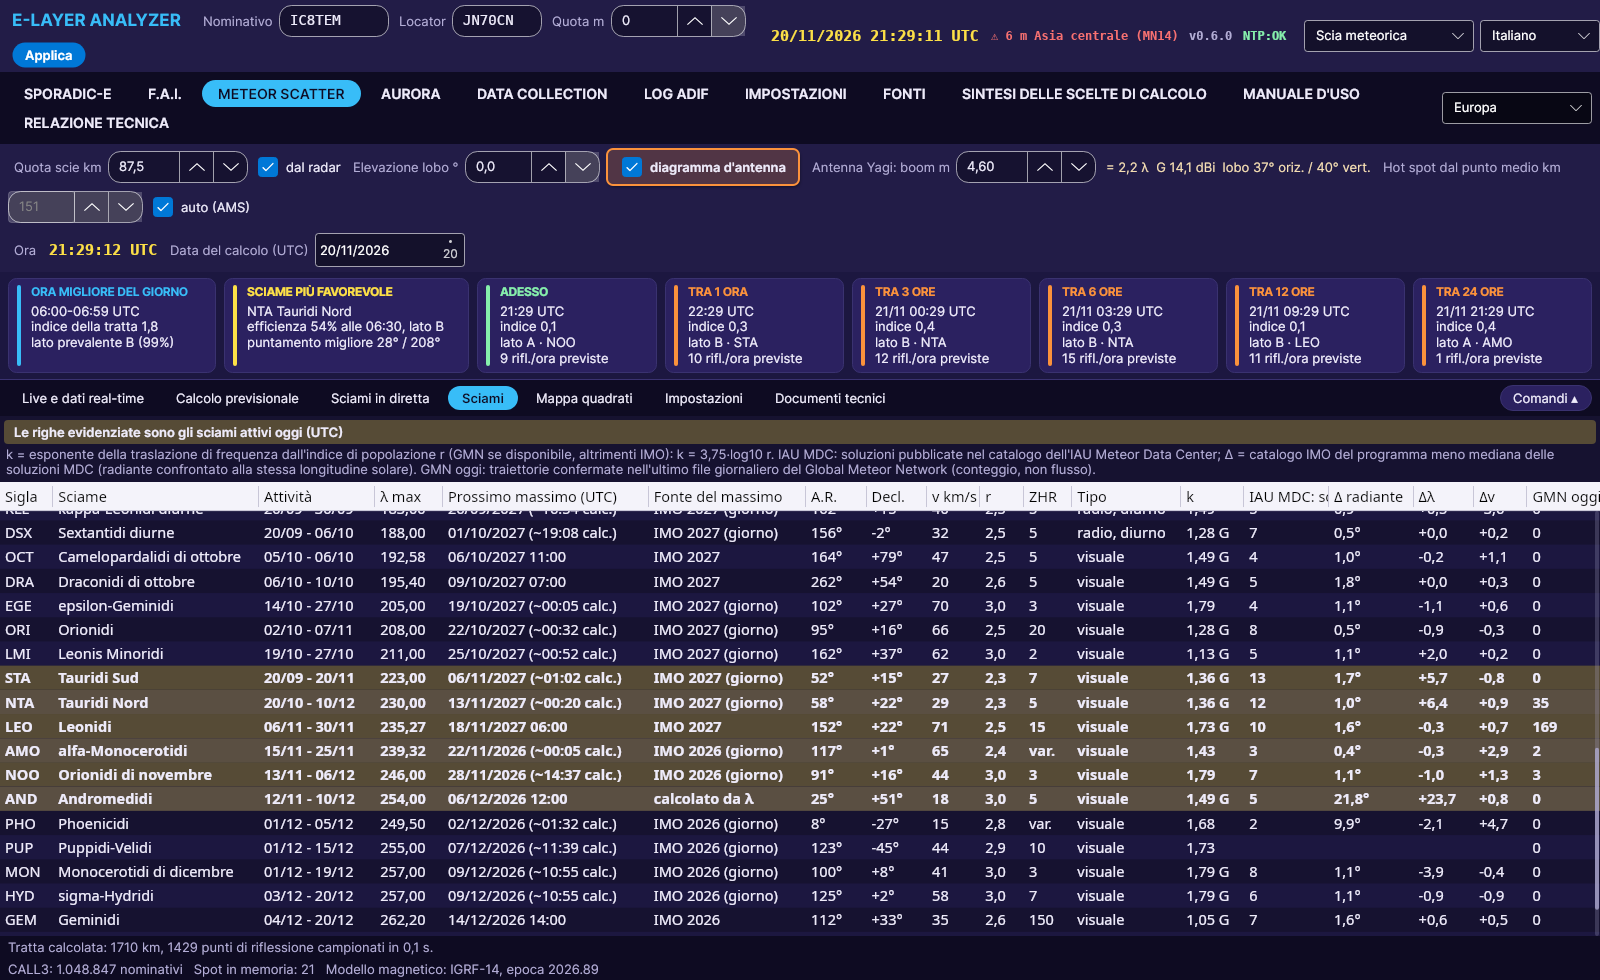 E-LAYER ANALYZER Nominativo IC8TEM Locator JN70CN Quota m 0
20/11/2026 21:29:11 UTC ⚠ 6 m Asia centrale (MN14) v0.6.0 NTP:OK Scia meteorica Italiano
Applica
SPORADIC-E F.A.I. METEOR SCATTER AURORA DATA COLLECTION LOG ADIF IMPOSTAZIONI FONTI SINTESI DELLE SCELTE DI CALCOLO MANUALE D'USO
RELAZIONE TECNICA
Europa
Quota scie km 87,5 dal radar Elevazione lobo ° 0,0 diagramma d'antenna Antenna Yagi: boom m 4,60 = 2,2 λ G 14,1 dBi lobo 37° oriz. / 40° vert. Hot spot dal punto medio km
151 auto (AMS)
Ora 21:29:12 UTC Data del calcolo (UTC) 20/11/2026 20
ORA MIGLIORE DEL GIORNO
06:00-06:59 UTC
indice della tratta 1,8
lato prevalente B (99%)
SCIAME PIÙ FAVOREVOLE
NTA Tauridi Nord
efficienza 54% alle 06:30, lato B
puntamento migliore 28° / 208°
ADESSO
21:29 UTC
indice 0,1
lato A · NOO
9 rifl./ora previste
TRA 1 ORA
22:29 UTC
indice 0,3
lato B · STA
10 rifl./ora previste
TRA 3 ORE
21/11 00:29 UTC
indice 0,4
lato B · NTA
12 rifl./ora previste
TRA 6 ORE
21/11 03:29 UTC
indice 0,3
lato B · NTA
15 rifl./ora previste
TRA 12 ORE
21/11 09:29 UTC
indice 0,1
lato B · LEO
11 rifl./ora previste
TRA 24 ORE
21/11 21:29 UTC
indice 0,4
lato A · AMO
1 rifl./ora previste
Live e dati real-time Calcolo previsionale Sciami in diretta Sciami Mappa quadrati Impostazioni Documenti tecnici Comandi ▴
Le righe evidenziate sono gli sciami attivi oggi (UTC)
k = esponente della traslazione di frequenza dall'indice di popolazione r (GMN se disponibile, altrimenti IMO): k = 3,75·log10 r. IAU MDC: soluzioni pubblicate nel catalogo dell'IAU Meteor Data Center; Δ = catalogo IMO del programma meno mediana delle
soluzioni MDC (radiante confrontato alla stessa longitudine solare). GMN oggi: traiettorie confermate nell'ultimo file giornaliero del Global Meteor Network (conteggio, non flusso).
Sigla Sciame Attività λ max Prossimo massimo (UTC) Fonte del massimo A.R. Decl. v km/s r ZHR Tipo k IAU MDC: sc Δ radiante Δλ Δv GMN oggi
DSX Sextantidi diurne 20/09 - 06/10 188,00 01/10/2027 (~19:08 calc.) IMO 2027 (giorno) 156° -2° 32 2,5 5 radio, diurno 1,28 G 7 0,5° +0,0 +0,2 0
OCT Camelopardalidi di ottobre 05/10 - 06/10 192,58 06/10/2027 11:00 IMO 2027 164° +79° 47 2,5 5 visuale 1,49 G 4 1,0° -0,2 +1,1 0
DRA Draconidi di ottobre 06/10 - 10/10 195,40 09/10/2027 07:00 IMO 2027 262° +54° 20 2,6 5 visuale 1,49 G 5 1,8° +0,0 +0,3 0
EGE epsilon-Geminidi 14/10 - 27/10 205,00 19/10/2027 (~00:05 calc.) IMO 2027 (giorno) 102° +27° 70 3,0 3 visuale 1,79 4 1,1° -1,1 +0,6 0
ORI Orionidi 02/10 - 07/11 208,00 22/10/2027 (~00:32 calc.) IMO 2027 (giorno) 95° +16° 66 2,5 20 visuale 1,28 G 8 0,5° -0,9 -0,3 0
LMI Leonis Minoridi 19/10 - 27/10 211,00 25/10/2027 (~00:52 calc.) IMO 2027 (giorno) 162° +37° 62 3,0 2 visuale 1,13 G 5 1,1° +2,0 +0,2 0
STA Tauridi Sud 20/09 - 20/11 223,00 06/11/2027 (~01:02 calc.) IMO 2027 (giorno) 52° +15° 27 2,3 7 visuale 1,36 G 13 1,7° +5,7 -0,8 0
NTA Tauridi Nord 20/10 - 10/12 230,00 13/11/2027 (~00:20 calc.) IMO 2027 (giorno) 58° +22° 29 2,3 5 visuale 1,36 G 12 1,0° +6,4 +0,9 35
LEO Leonidi 06/11 - 30/11 235,27 18/11/2027 06:00 IMO 2027 152° +22° 71 2,5 15 visuale 1,73 G 10 1,6° -0,3 +0,7 169
AMO alfa-Monocerotidi 15/11 - 25/11 239,32 22/11/2026 (~00:05 calc.) IMO 2026 (giorno) 117° +1° 65 2,4 var. visuale 1,43 3 0,4° -0,3 +2,9 2
NOO Orionidi di novembre 13/11 - 06/12 246,00 28/11/2026 (~14:37 calc.) IMO 2026 (giorno) 91° +16° 44 3,0 3 visuale 1,79 7 1,1° -1,0 +1,3 3
AND Andromedidi 12/11 - 10/12 254,00 06/12/2026 12:00 calcolato da λ 25° +51° 18 3,0 5 visuale 1,49 G 5 21,8° +23,7 +0,8 0
PHO Phoenicidi 01/12 - 05/12 249,50 02/12/2026 (~01:32 calc.) IMO 2026 (giorno) 8° -27° 15 2,8 var. visuale 1,68 2 9,9° -2,1 +4,7 0
PUP Puppidi-Velidi 01/12 - 15/12 255,00 07/12/2026 (~11:39 calc.) IMO 2026 (giorno) 123° -45° 44 2,9 10 visuale 1,73 0
MON Monocerotidi di dicembre 01/12 - 19/12 257,00 09/12/2026 (~10:55 calc.) IMO 2026 (giorno) 100° +8° 41 3,0 3 visuale 1,79 G 8 1,1° -3,9 -0,4 0
HYD sigma-Hydridi 03/12 - 20/12 257,00 09/12/2026 (~10:55 calc.) IMO 2026 (giorno) 125° +2° 58 3,0 7 visuale 1,79 G 6 1,1° -0,9 -0,9 0
GEM Geminidi 04/12 - 20/12 262,20 14/12/2026 14:00 IMO 2026 112° +33° 35 2,6 150 visuale 1,05 G 7 1,6° +0,6 +0,5 0
Tratta calcolata: 1710 km, 1429 punti di riflessione campionati in 0,1 s.
CALL3: 1.048.847 nominativi Spot in memoria: 21 Modello magnetico: IGRF-14, epoca 2026.89